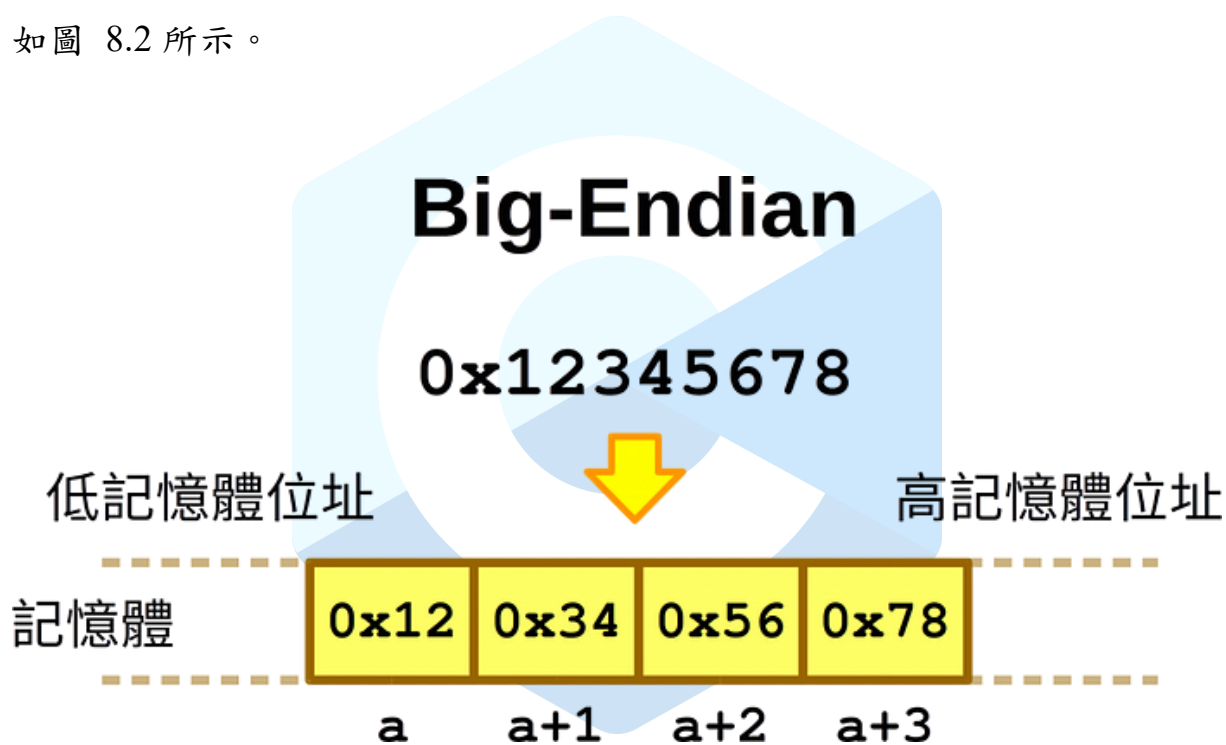 如圖 8.2 所示。
Big-Endian
0x12345678
低記憶體位址 高記憶體位址
記憶體 0x12 0x34 0x56 0x78
a a+1 a+2 a+3